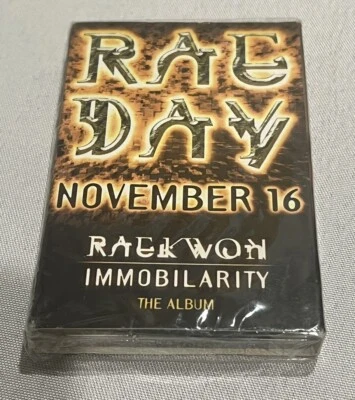 RAE
DAY
NOVEMBER 16
RAEKWON
IMMOBILARITY
THE ALBUM